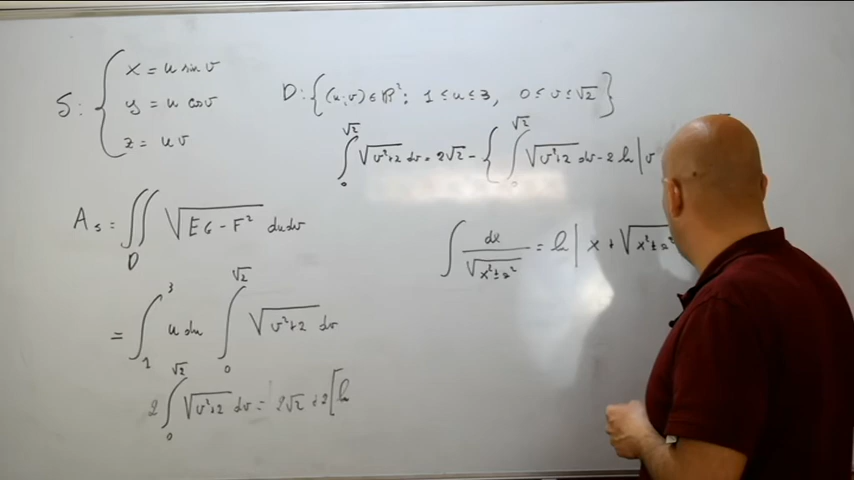 S: { x = u sin v
y = u cos v
z = u v
D: {(u;v) ∈ ℝ²; 1 ≤ u ≤ 3, 0 ≤ v ≤ √2}
∫₀^√2 √(v²+2) dv = 2√2 - { ∫₀^√2 √(v²+2) dv - 2 ln | v
A_S = ∬_D √(EG - F²) du dv
∫ dx / √(x² ± a²) = ln | x + √(x² ± a²
= ∫₁³ u du ∫₀^√2 √(v²+2) dv
2 ∫₀^√2 √(v²+2) dv = 2√2 + 2 [ ln